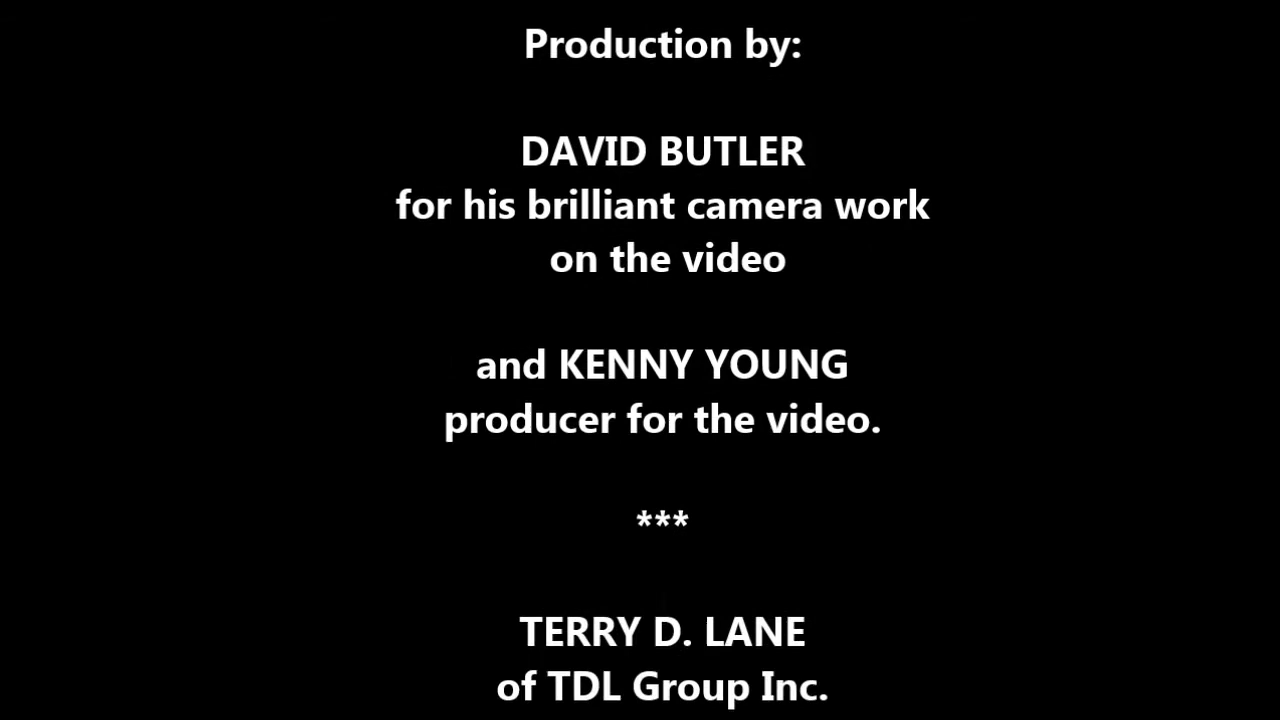 Production by:
DAVID BUTLER
for his brilliant camera work
on the video
and KENNY YOUNG
producer for the video.
***
TERRY D. LANE
of TDL Group Inc.